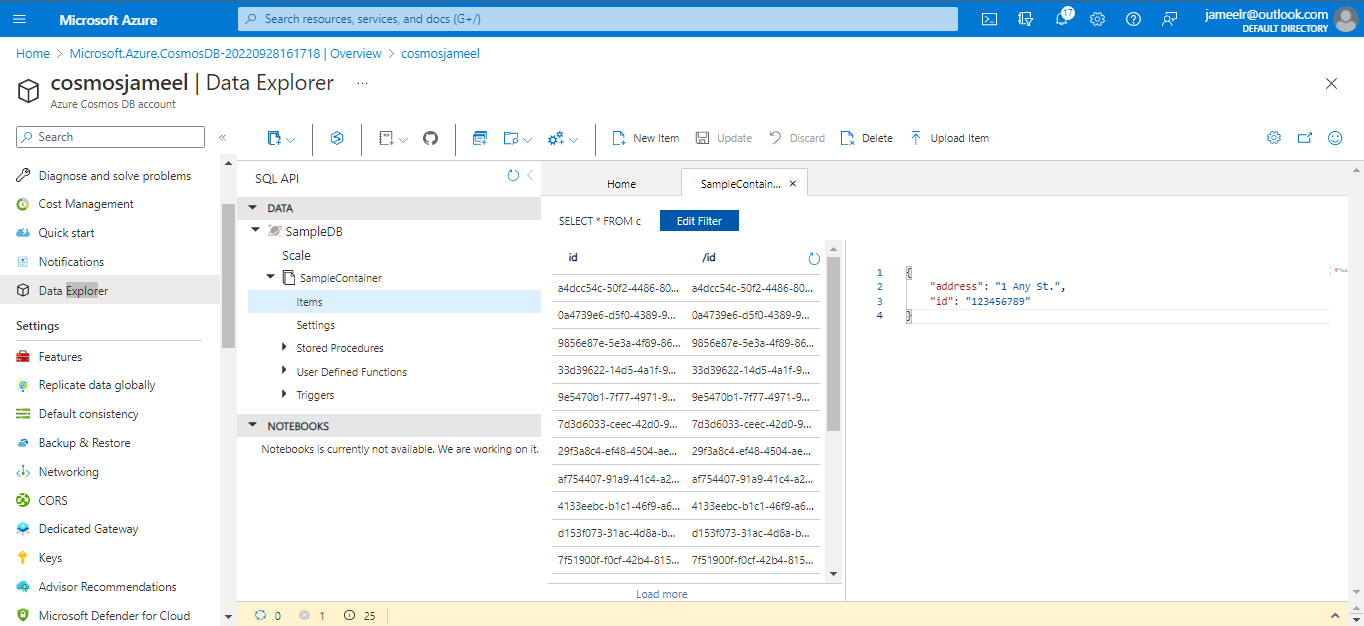 Microsoft Azure
Search resources, services, and docs (G+/)
17
jameelr@outlook.com
DEFAULT DIRECTORY
Home > Microsoft.Azure.CosmosDB-20220928161718 | Overview > cosmosjameel
cosmosjameel | Data Explorer ...
Azure Cosmos DB account
Search
«
New Item
Update
Discard
Delete
Upload Item
Diagnose and solve problems
Cost Management
Quick start
Notifications
Data Explorer
Settings
Features
Replicate data globally
Default consistency
Backup & Restore
Networking
CORS
Dedicated Gateway
Keys
Advisor Recommendations
Microsoft Defender for Cloud
SQL API
DATA
SampleDB
Scale
SampleContainer
Items
Settings
Stored Procedures
User Defined Functions
Triggers
NOTEBOOKS
Notebooks is currently not available. We are working on it.
Home
SampleContain...
SELECT * FROM c
Edit Filter
id /id
a4dcc54c-50f2-4486-80... a4dcc54c-50f2-4486-80...
0a4739e6-d5f0-4389-9... 0a4739e6-d5f0-4389-9...
9856e87e-5e3a-4f89-86... 9856e87e-5e3a-4f89-86...
33d39622-14d5-4a1f-9... 33d39622-14d5-4a1f-9...
9e5470b1-7f77-4971-9... 9e5470b1-7f77-4971-9...
7d3d6033-ceec-42d0-9... 7d3d6033-ceec-42d0-9...
29f3a8c4-ef48-4504-ae... 29f3a8c4-ef48-4504-ae...
af754407-91a9-41c4-a2... af754407-91a9-41c4-a2...
4133eebc-b1c1-46f9-a6... 4133eebc-b1c1-46f9-a6...
d153f073-31ac-4d8a-b... d153f073-31ac-4d8a-b...
7f51900f-f0cf-42b4-815... 7f51900f-f0cf-42b4-815...
Load more
1 {
2 "address": "1 Any St.",
3 "id": "123456789"
4 }
0 1 25